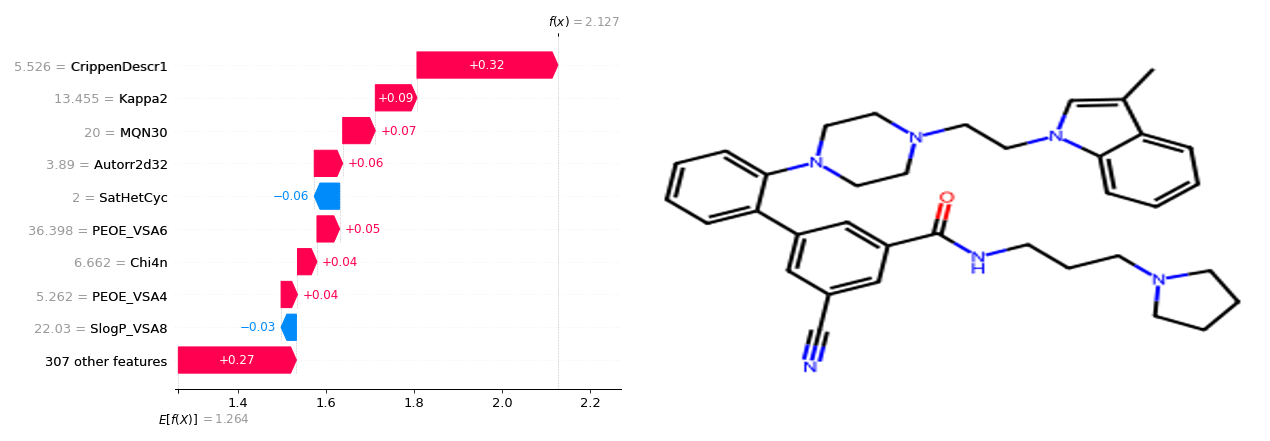 f(x) = 2.127
5.526 = CrippenDescr1
+0.32
13.455 = Kappa2
+0.09
20 = MQN30
+0.07
3.89 = Autorr2d32
+0.06
2 = SatHetCyc
−0.06
36.398 = PEOE_VSA6
+0.05
6.662 = Chi4n
+0.04
5.262 = PEOE_VSA4
+0.04
22.03 = SlogP_VSA8
−0.03
307 other features
+0.27
1.4 1.6 1.8 2.0 2.2
E[f(X)] = 1.264
N
N
N
O
N
H
N
N